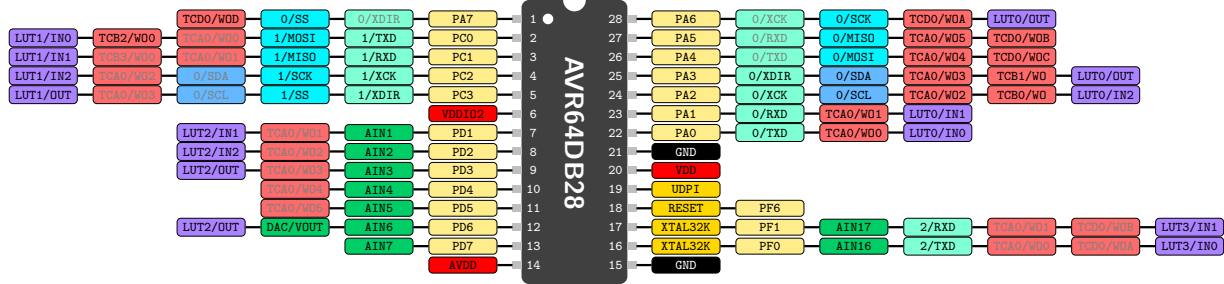 TCD0/WOD 0/SS 0/XDIR PA7 1 28 PA6 0/XCK 0/SCK TCD0/WOA LUT0/OUT
LUT1/IN0 TCB2/WO0 TCA0/WO0 1/MOSI 1/TXD PC0 2 27 PA5 0/RXD 0/MISO TCA0/WO5 TCD0/WOB
LUT1/IN1 TCB3/WO0 TCA0/WO1 1/MISO 1/RXD PC1 3 26 PA4 0/TXD 0/MOSI TCA0/WO4 TCD0/WOC
LUT1/IN2 TCA0/WO2 0/SDA 1/SCK 1/XCK PC2 4 25 PA3 0/XDIR 0/SDA TCA0/WO3 TCB1/WO LUT0/OUT
LUT1/OUT TCA0/WO3 0/SCL 1/SS 1/XDIR PC3 5 24 PA2 0/XCK 0/SCL TCA0/WO2 TCB0/WO LUT0/IN2
VDDIO2 6 23 PA1 0/RXD TCA0/WO1 LUT0/IN1
LUT2/IN1 TCA0/WO1 AIN1 PD1 7 22 PA0 0/TXD TCA0/WO0 LUT0/IN0
LUT2/IN2 TCA0/WO2 AIN2 PD2 8 21 GND
LUT2/OUT TCA0/WO3 AIN3 PD3 9 20 VDD
TCA0/WO4 AIN4 PD4 10 19 UDPI
TCA0/WO5 AIN5 PD5 11 18 RESET PF6
LUT2/OUT DAC/VOUT AIN6 PD6 12 17 XTAL32K PF1 AIN17 2/RXD TCA0/WO1 TCD0/WOB LUT3/IN1
AIN7 PD7 13 16 XTAL32K PF0 AIN16 2/TXD TCA0/WO0 TCD0/WOA LUT3/IN0
AVDD 14 15 GND
AVR64DB28